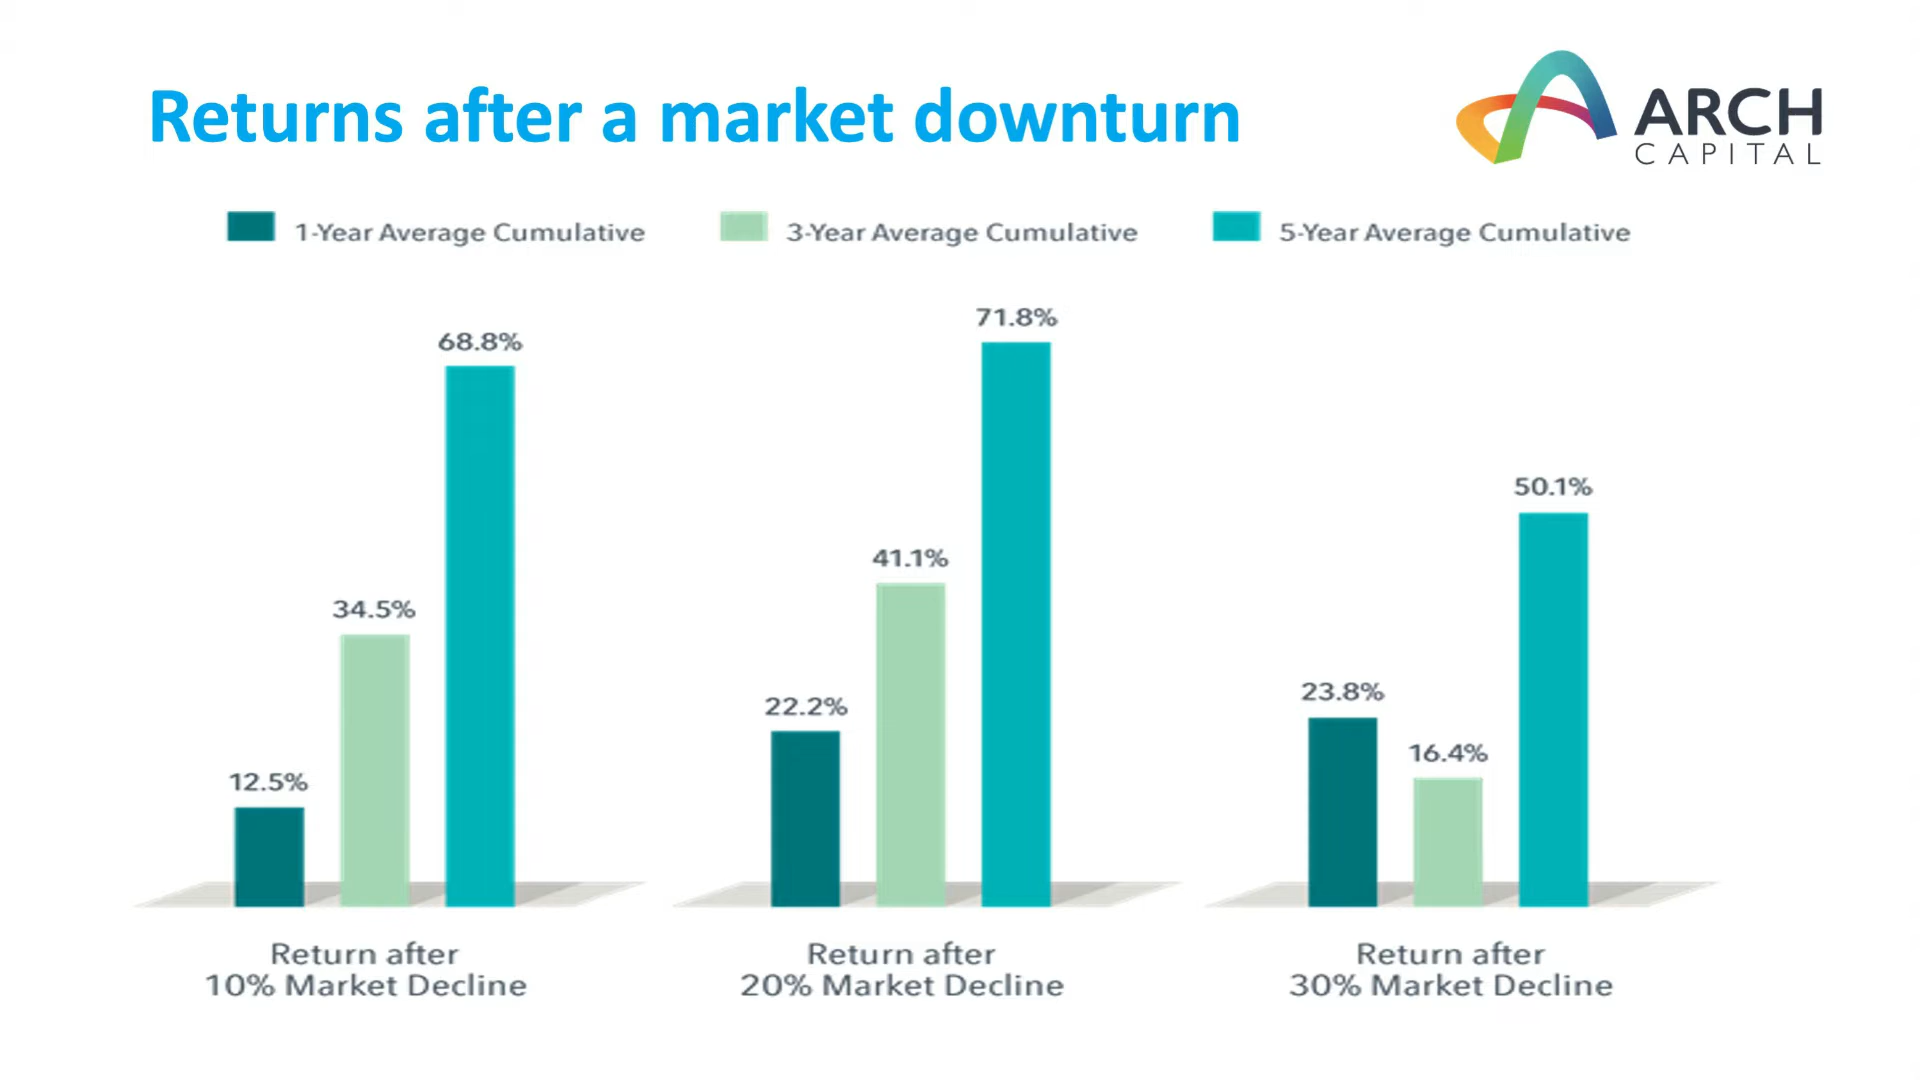 Returns after a market downturn
ARCH
CAPITAL
1-Year Average Cumulative
3-Year Average Cumulative
5-Year Average Cumulative
68.8%
34.5%
12.5%
71.8%
41.1%
22.2%
50.1%
23.8%
16.4%
Return after
10% Market Decline
Return after
20% Market Decline
Return after
30% Market Decline